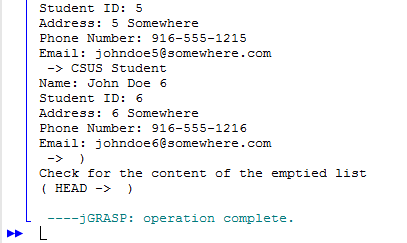 Student ID: 5
Address: 5 Somewhere
Phone Number: 916-555-1215
Email: johndoe5@somewhere.com
 -> CSUS Student
Name: John Doe 6
Student ID: 6
Address: 6 Somewhere
Phone Number: 916-555-1216
Email: johndoe6@somewhere.com
 ->  )
Check for the content of the emptied list
( HEAD ->  )
 ----jGRASP: operation complete.